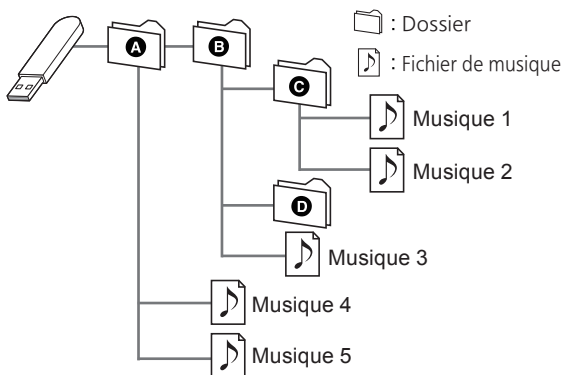 A
B
: Dossier
: Fichier de musique
C
Musique 1
Musique 2
D
Musique 3
Musique 4
Musique 5